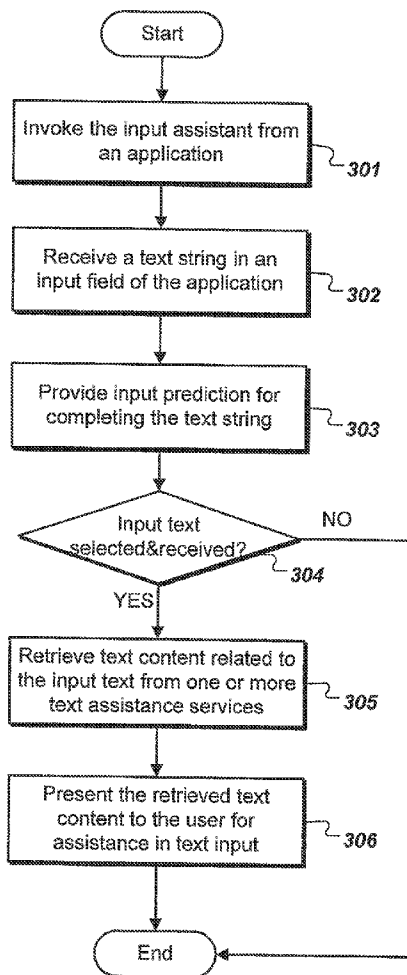 Start
Invoke the input assistant from
an application
301
Receive a text string in an
input field of the application
302
Provide input prediction for
completing the text string
303
Input text
selected&received?
304
NO
YES
Retrieve text content related to
the input text from one or more
text assistance services
305
Present the retrieved text
content to the user for
assistance in text input
306
End